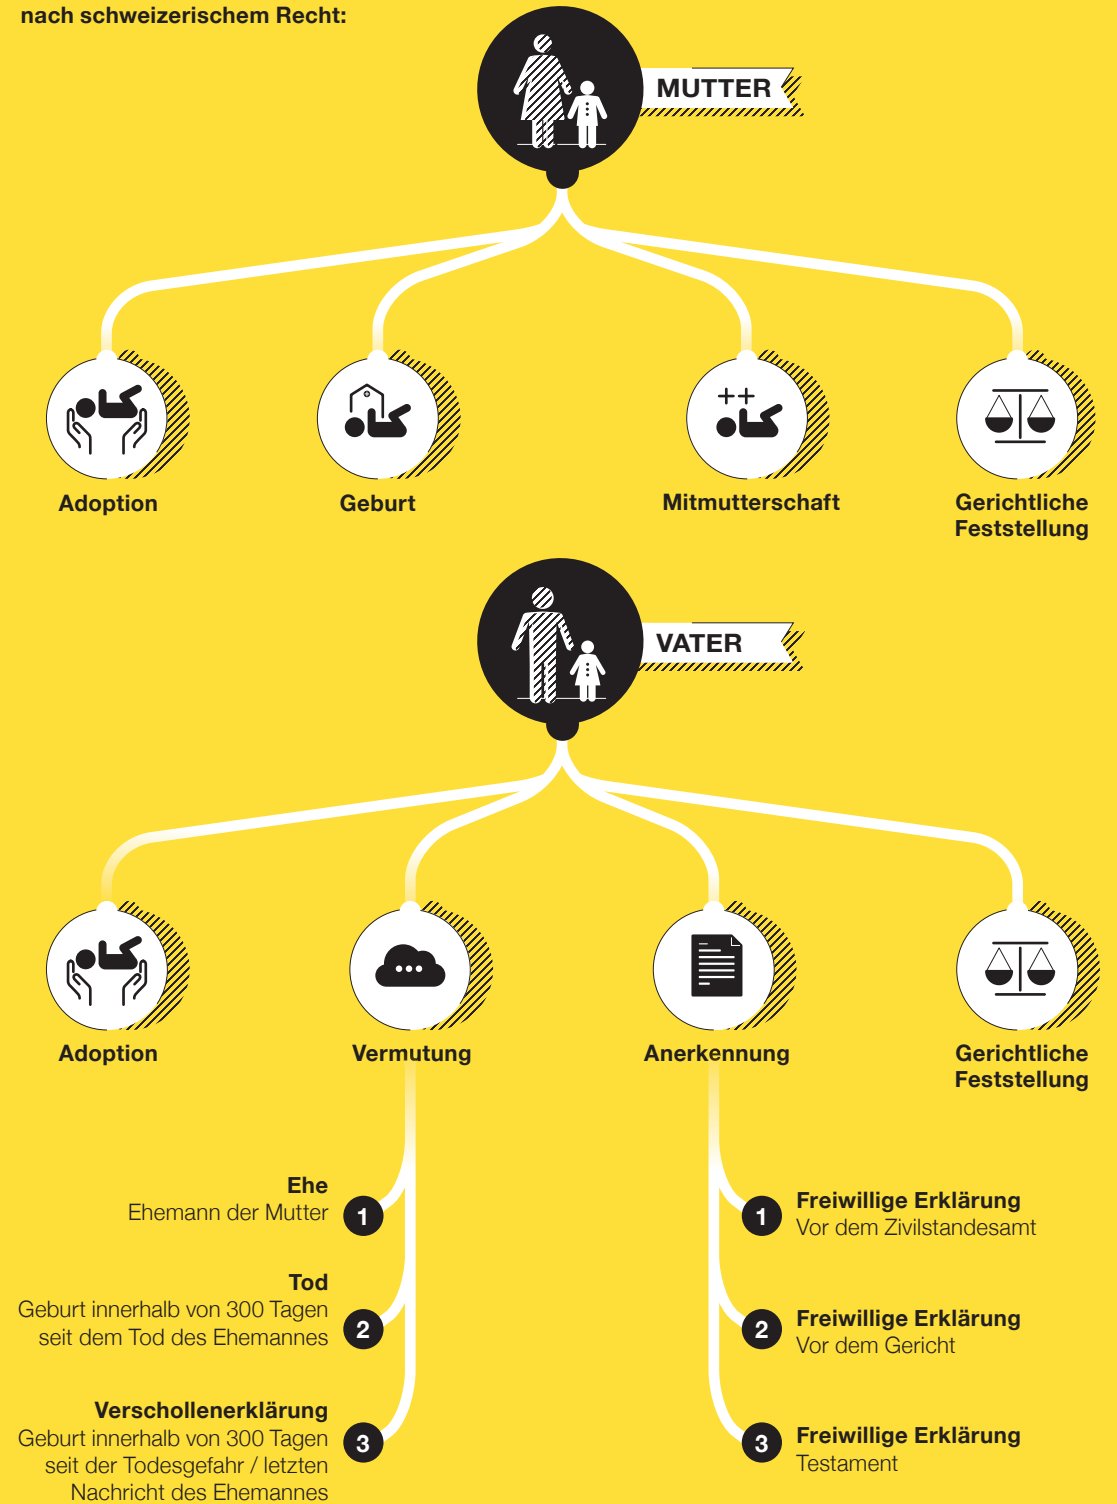 nach schweizerischem Recht:
MUTTER
Adoption
Geburt
Mitmutterschaft
Gerichtliche
Feststellung
VATER
Adoption
Vermutung
Anerkennung
Gerichtliche
Feststellung
Ehe
Ehemann der Mutter
1
Tod
Geburt innerhalb von 300 Tagen
seit dem Tod des Ehemannes
2
Verschollenerklärung
Geburt innerhalb von 300 Tagen
seit der Todesgefahr / letzten
Nachricht des Ehemannes
3
1
Freiwillige Erklärung
Vor dem Zivilstandesamt
2
Freiwillige Erklärung
Vor dem Gericht
3
Freiwillige Erklärung
Testament